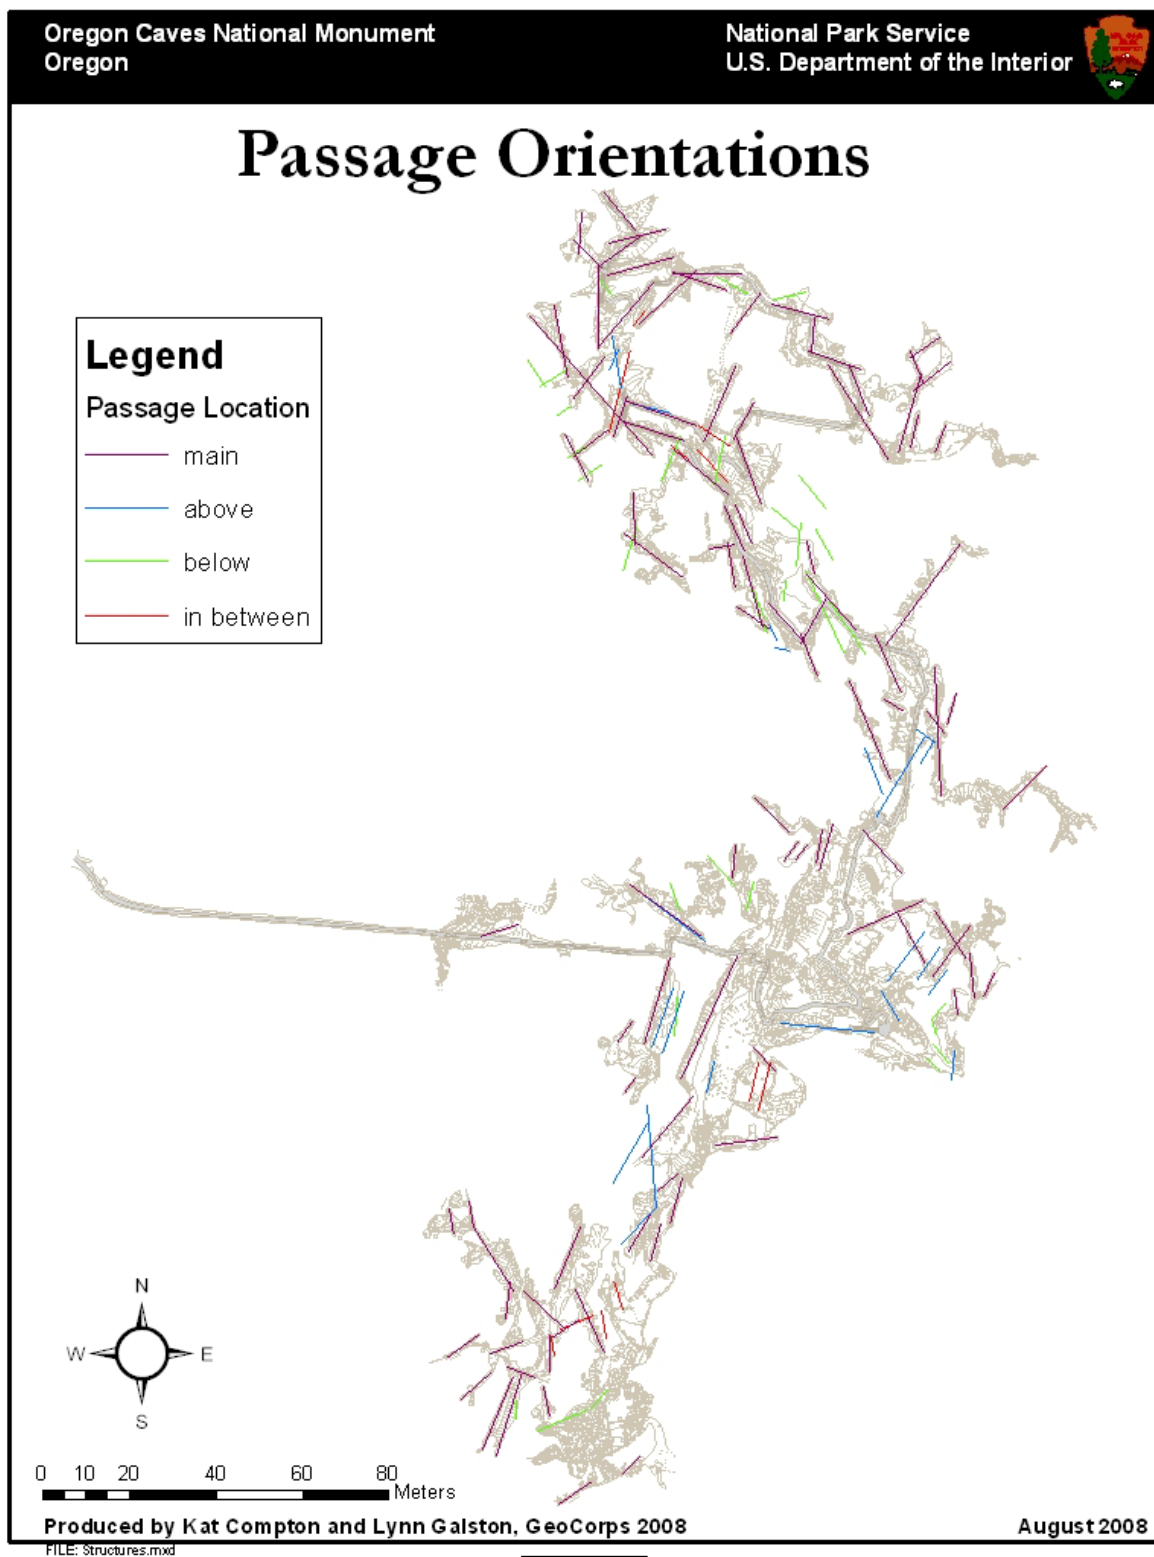 Oregon Caves National Monument
Oregon
National Park Service
U.S. Department of the Interior
Passage Orientations
Legend
Passage Location
main
above
below
in between
N
W E
S
0 10 20 40 60 80
Meters
Produced by Kat Compton and Lynn Galston, GeoCorps 2008
August 2008
FILE: Structures.mxd